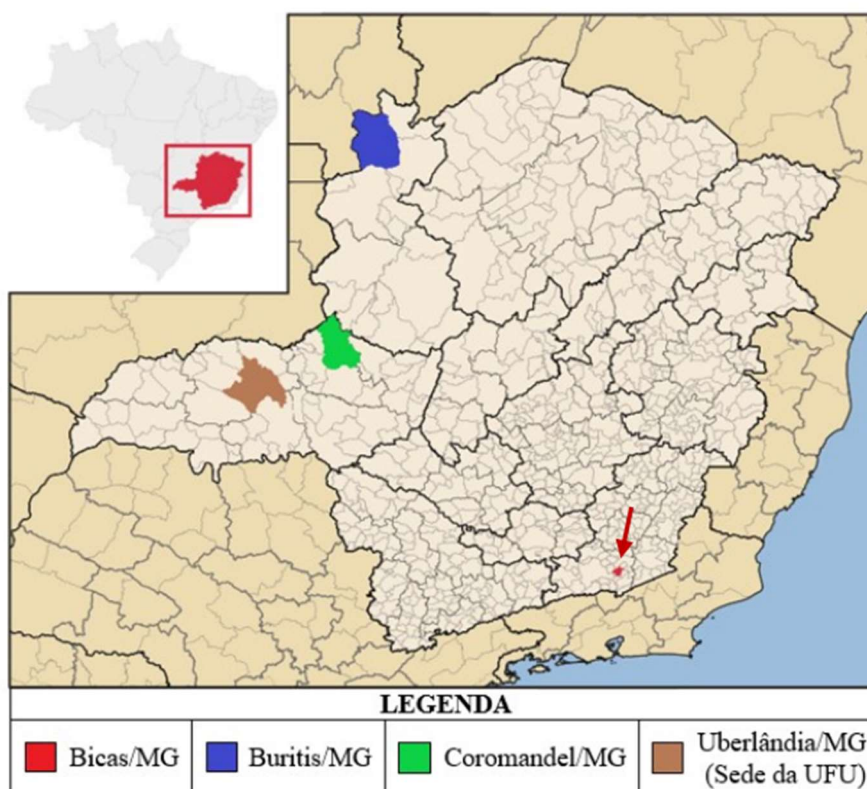 LEGENDA
Bicas/MG
Buritis/MG
Coromandel/MG
Uberlândia/MG
(Sede da UFU)